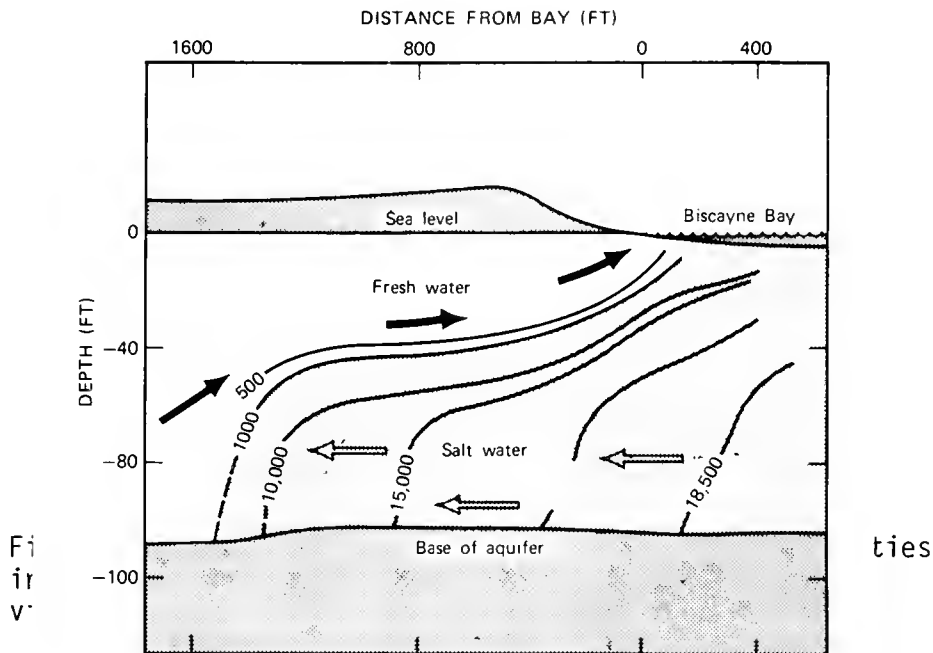 DISTANCE FROM BAY (FT)
1600 800 0 400
Sea level
Biscayne Bay
0
Fresh water
DEPTH (FT)
-40
500
1000
10,000
15,000
18,500
Salt water
-80
Base of aquifer
ties
-100